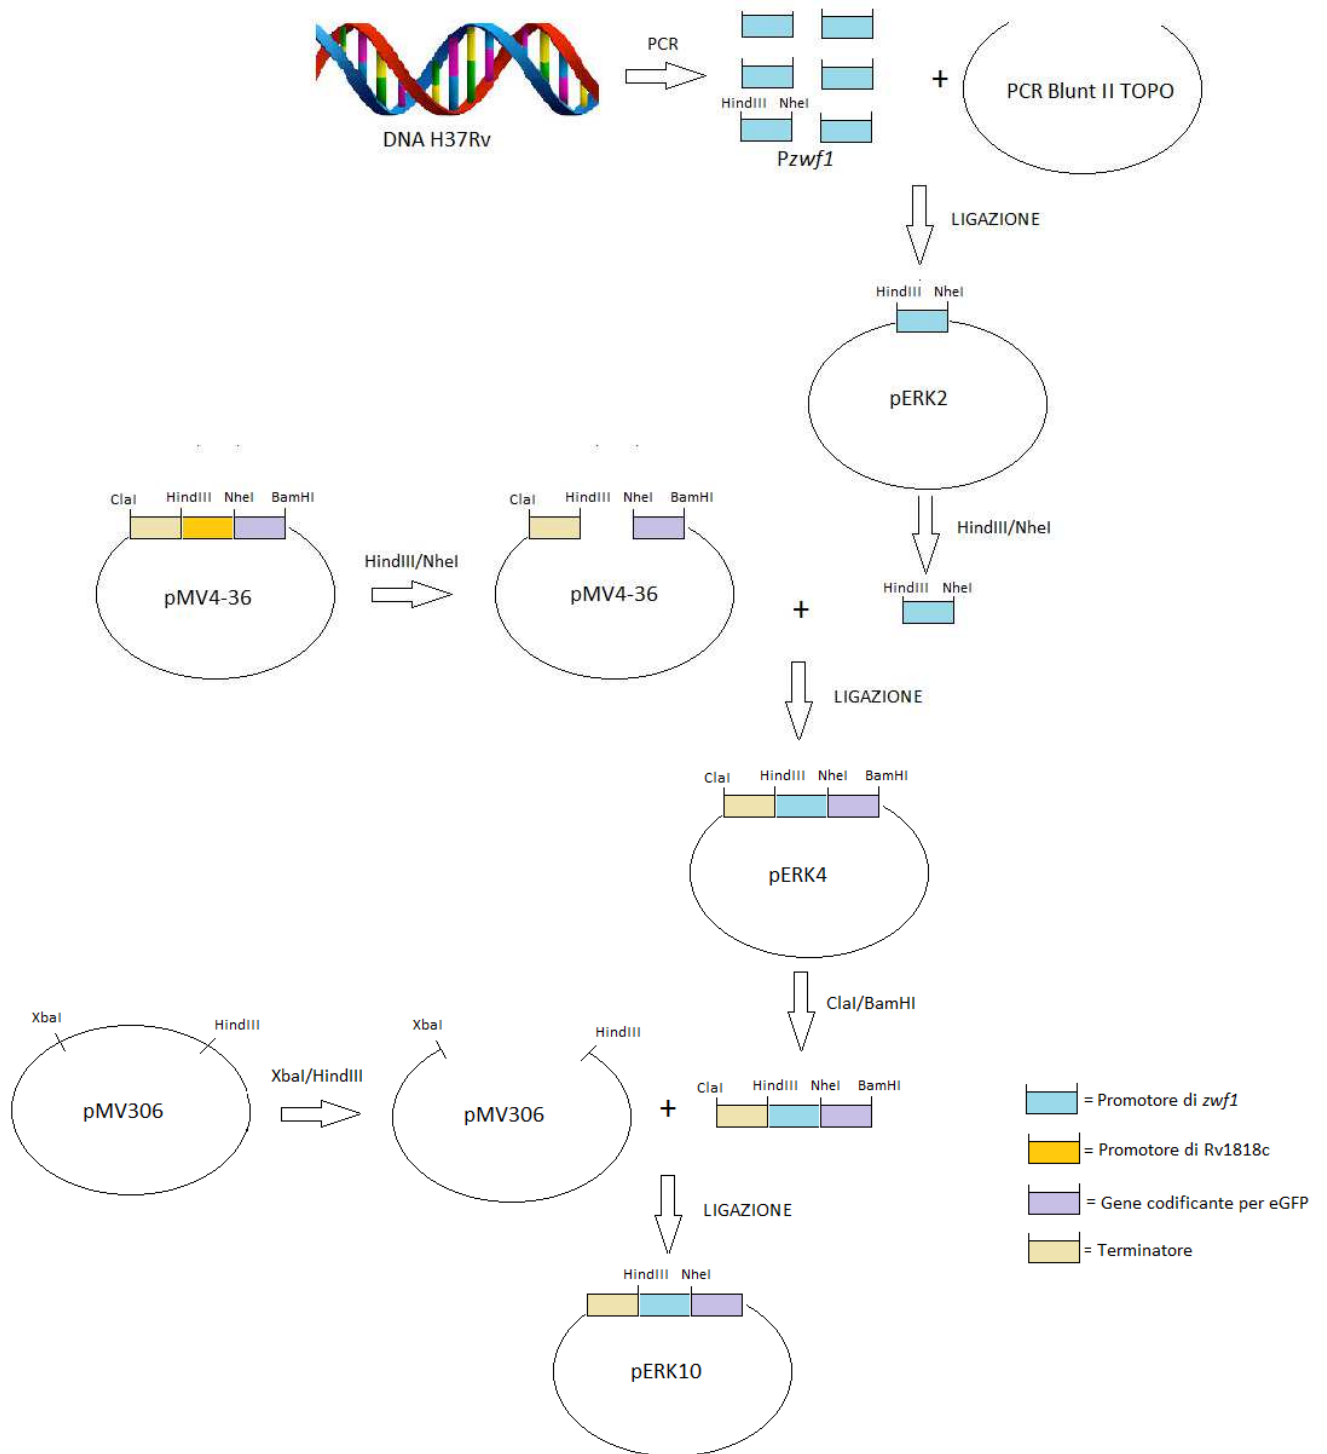 PCR
HindIII NheI
DNA H37Rv
Pzwf1
+
PCR Blunt II TOPO
LIGAZIONE
HindIII NheI
pERK2
HindIII/NheI
ClaI HindIII NheI BamHI
pMV4-36
HindIII/NheI
ClaI HindIII NheI BamHI
pMV4-36
+
HindIII NheI
LIGAZIONE
ClaI HindIII NheI BamHI
pERK4
ClaI/BamHI
XbaI HindIII
pMV306
XbaI/HindIII
XbaI HindIII
pMV306
+
ClaI HindIII NheI BamHI
LIGAZIONE
HindIII NheI
pERK10
= Promotore di zwf1
= Promotore di Rv1818c
= Gene codificante per eGFP
= Terminatore